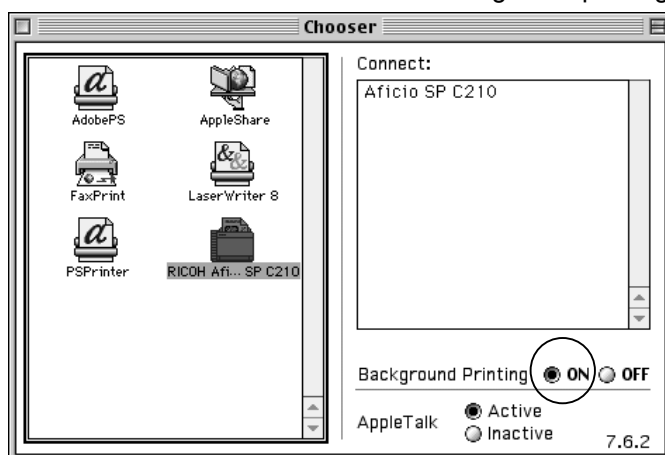 Chooser
AdobePS
AppleShare
FaxPrint
LaserWriter 8
PSPrinter
RICOH Afi... SP C210
Connect:
Aficio SP C210
Background Printing ON OFF
AppleTalk
Active
Inactive
7.6.2